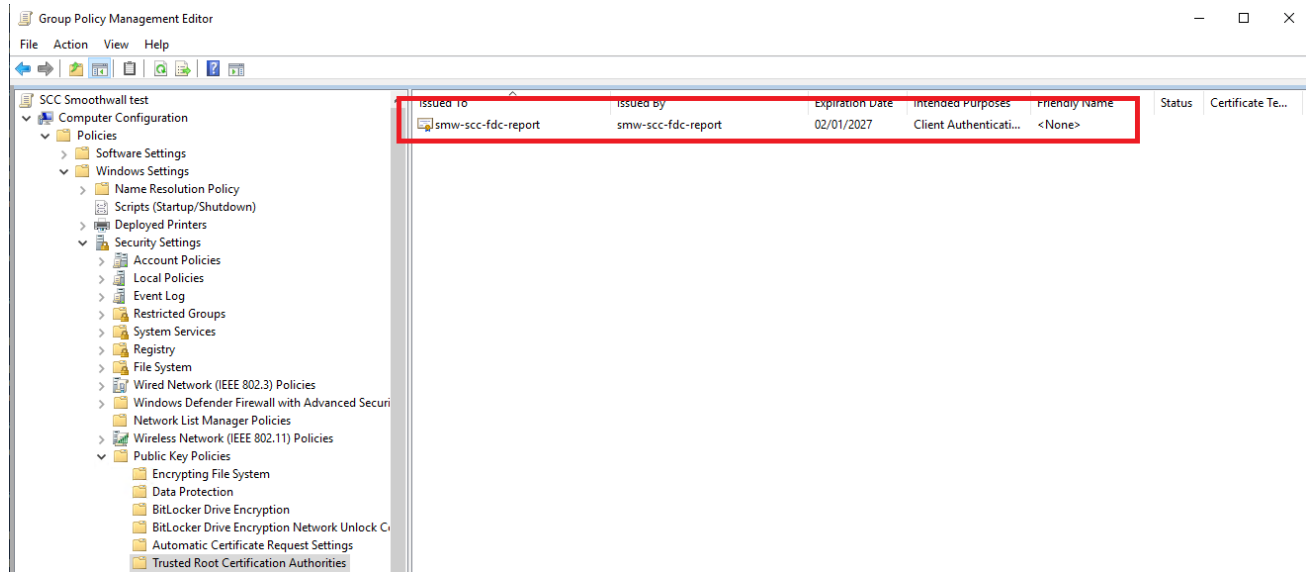 Group Policy Management Editor
File Action View Help
SCC Smoothwall test
Computer Configuration
Policies
Software Settings
Windows Settings
Name Resolution Policy
Scripts (Startup/Shutdown)
Deployed Printers
Security Settings
Account Policies
Local Policies
Event Log
Restricted Groups
System Services
Registry
File System
Wired Network (IEEE 802.3) Policies
Windows Defender Firewall with Advanced Securi
Network List Manager Policies
Wireless Network (IEEE 802.11) Policies
Public Key Policies
Encrypting File System
Data Protection
BitLocker Drive Encryption
BitLocker Drive Encryption Network Unlock C
Automatic Certificate Request Settings
Trusted Root Certification Authorities
Issued To Issued By Expiration Date Intended Purposes Friendly Name Status Certificate Te...
smw-scc-fdc-report smw-scc-fdc-report 02/01/2027 Client Authenticati... <None>